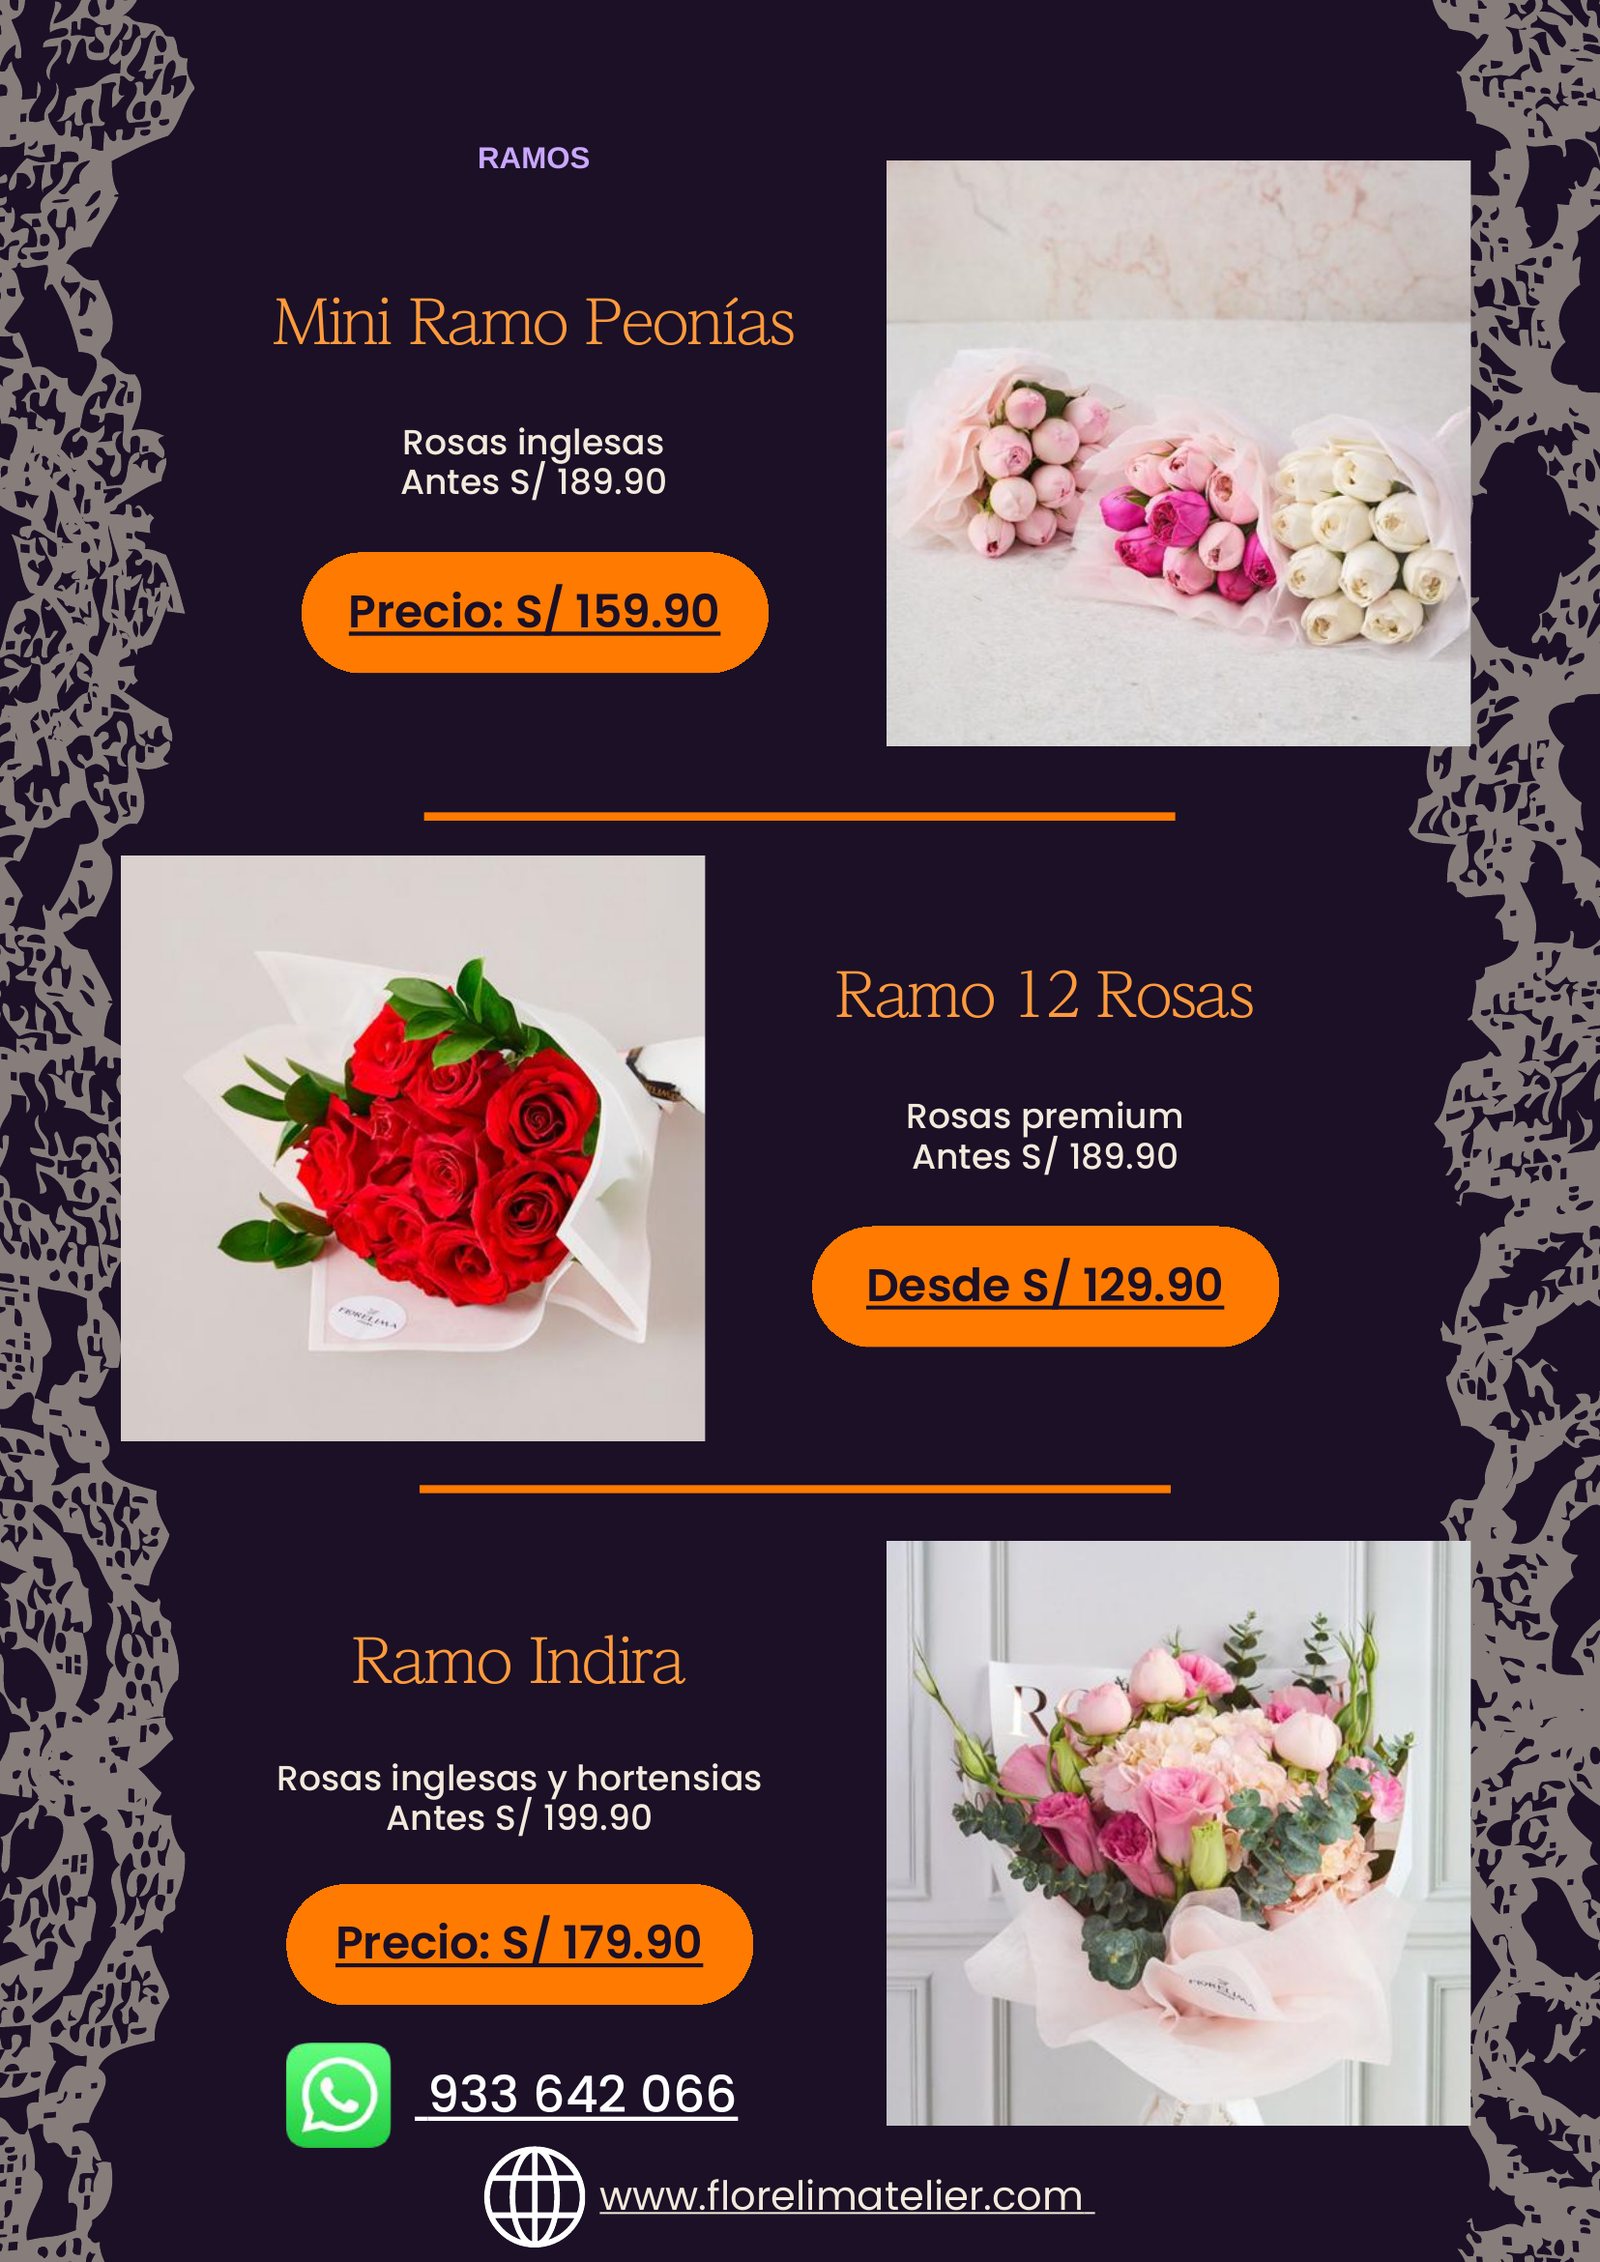 RAMOS
Mini Ramo Peonías
Rosas inglesas
Antes S/ 189.90
Precio: S/ 159.90
Ramo 12 Rosas
Rosas premium
Antes S/ 189.90
Desde S/ 129.90
FIORELIMA
Ramo Indira
Rosas inglesas y hortensias
Antes S/ 199.90
Precio: S/ 179.90
FIORELIMA
933 642 066
www.florelimatelier.com